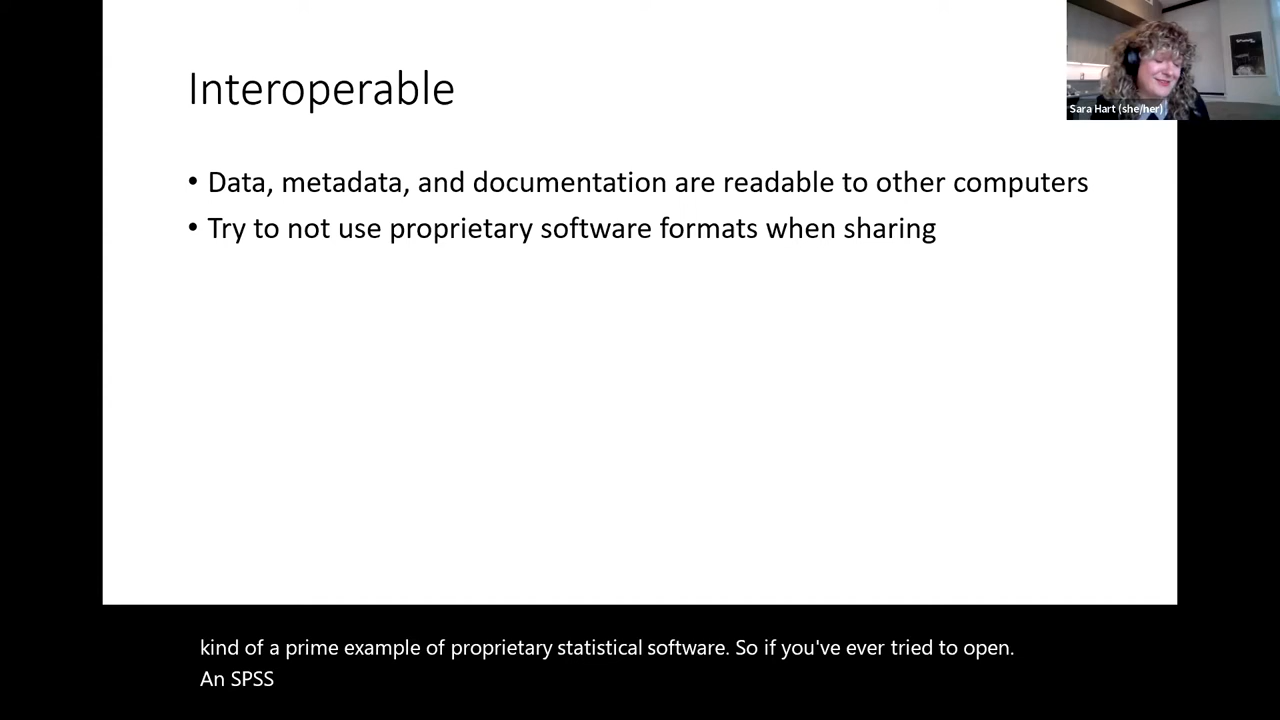 Interoperable
• Data, metadata, and documentation are readable to other computers
• Try to not use proprietary software formats when sharing
Sara Hart (she/her)
kind of a prime example of proprietary statistical software. So if you've ever tried to open.
An SPSS